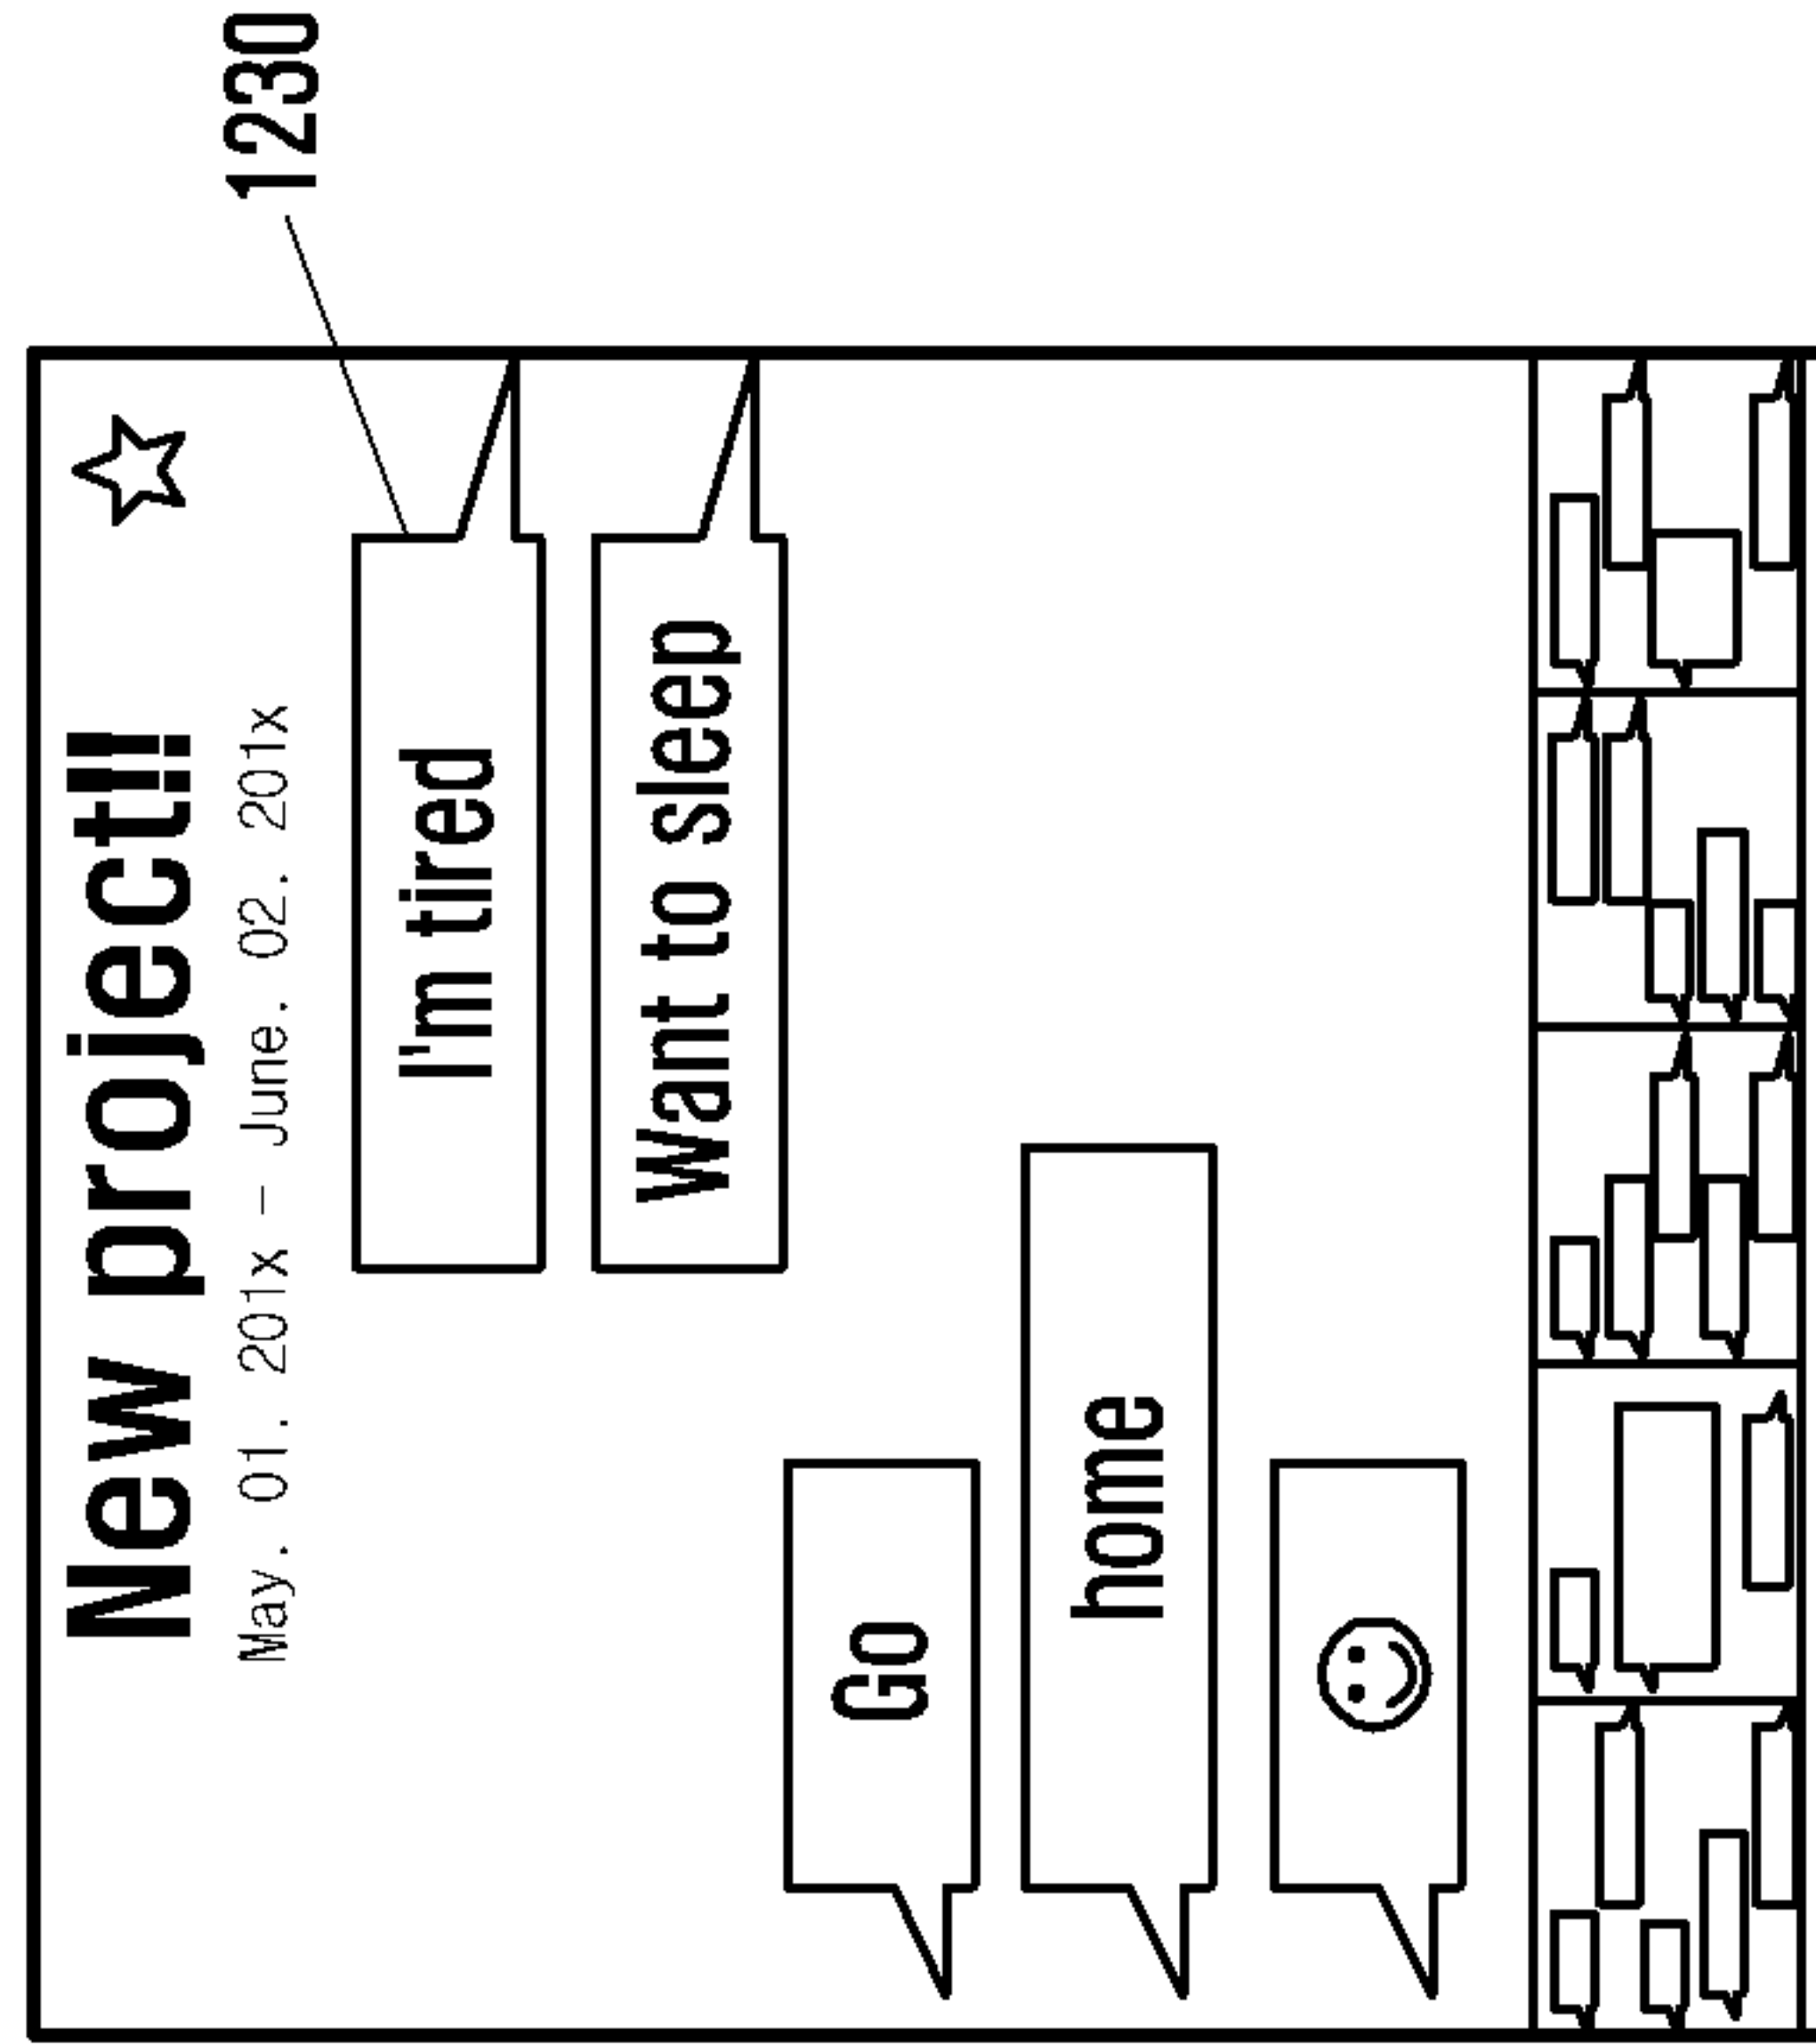 New project!!
May. 01. 201x - June. 02. 201x
1230
I'm tired
Want to sleep
Go
home